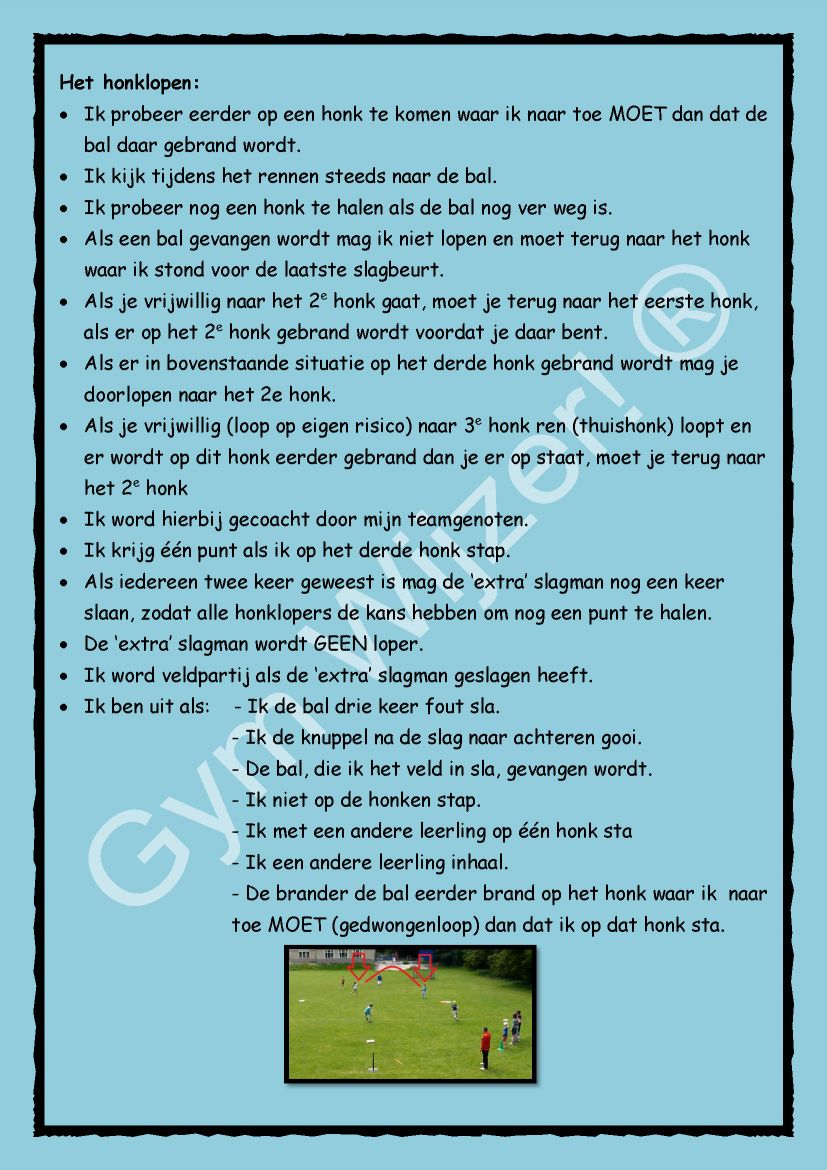 Het honklopen:
• Ik probeer eerder op een honk te komen waar ik naar toe MOET dan dat de
bal daar gebrand wordt.
• Ik kijk tijdens het rennen steeds naar de bal.
• Ik probeer nog een honk te halen als de bal nog ver weg is.
• Als een bal gevangen wordt mag ik niet lopen en moet terug naar het honk
waar ik stond voor de laatste slagbeurt.
• Als je vrijwillig naar het 2e honk gaat, moet je terug naar het eerste honk,
als er op het 2e honk gebrand wordt voordat je daar bent.
• Als er in bovenstaande situatie op het derde honk gebrand wordt mag je
doorlopen naar het 2e honk.
• Als je vrijwillig (loop op eigen risico) naar 3e honk ren (thuishonk) loopt en
er wordt op dit honk eerder gebrand dan je er op staat, moet je terug naar
het 2e honk
• Ik word hierbij gecoacht door mijn teamgenoten.
• Ik krijg één punt als ik op het derde honk stap.
• Als iedereen twee keer geweest is mag de ‘extra’ slagman nog een keer
slaan, zodat alle honklopers de kans hebben om nog een punt te halen.
• De ‘extra’ slagman wordt GEEN loper.
• Ik word veldpartij als de ‘extra’ slagman geslagen heeft.
• Ik ben uit als: - Ik de bal drie keer fout sla.
- Ik de knuppel na de slag naar achteren gooi.
- De bal, die ik het veld in sla, gevangen wordt.
- Ik niet op de honken stap.
- Ik met een andere leerling op één honk sta
- Ik een andere leerling inhaal.
- De brander de bal eerder brand op het honk waar ik naar
toe MOET (gedwongenloop) dan dat ik op dat honk sta.
Gym Wijzer! ®